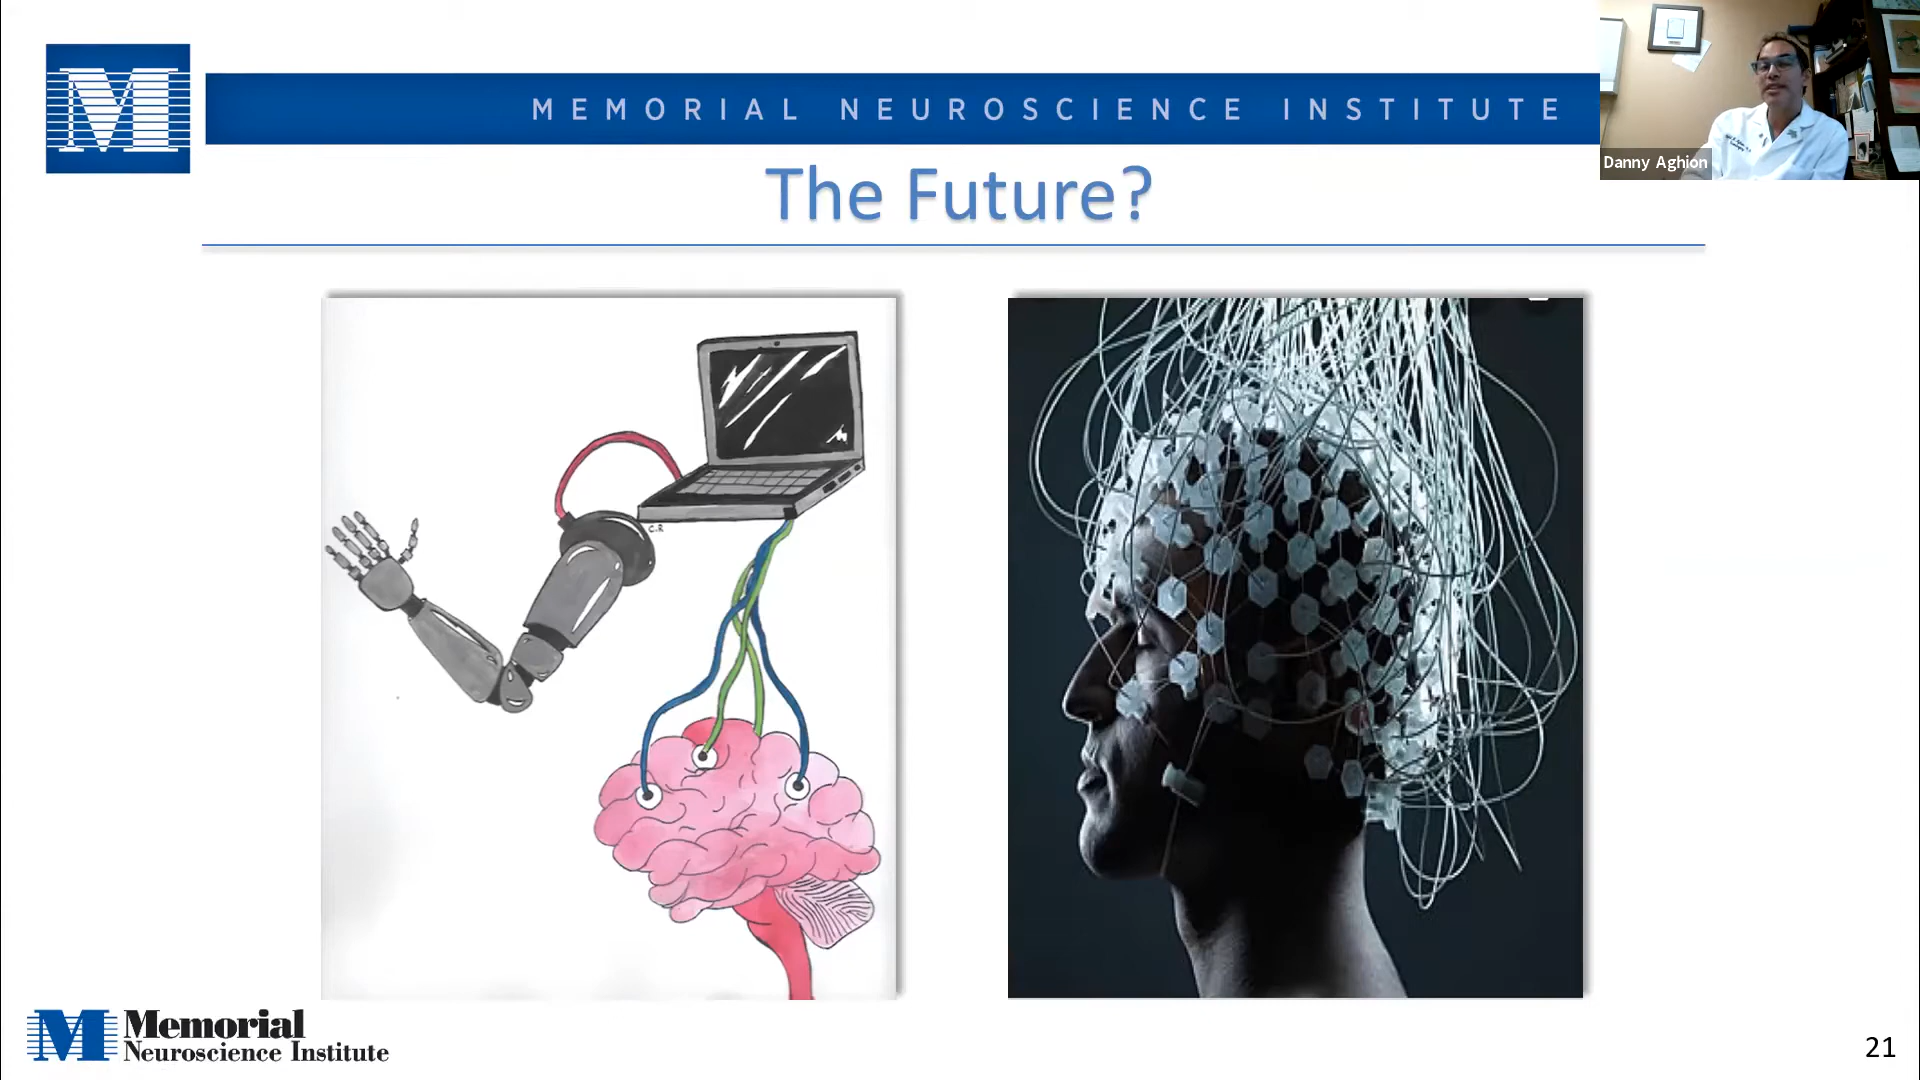 MEMORIAL NEUROSCIENCE INSTITUTE
Danny Aghion
The Future?
C.R
M
Memorial
Neuroscience Institute
21